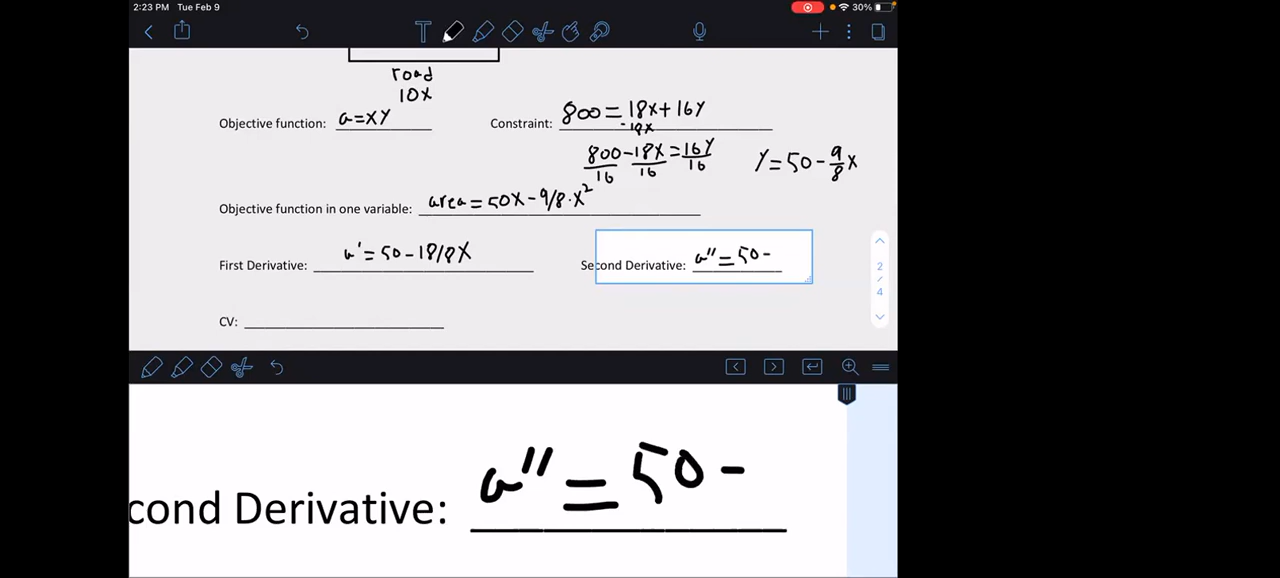 2:23 PM Tue Feb 9
30%
road
10x
Objective function: a=xy
Constraint: 800=18x+16y
-18x
800-18x=16y
16 16 16
y=50-9/8x
Objective function in one variable: area=50x-9/8·x²
First Derivative: a'=50-18/8x
Second Derivative: a''=50-
2
/
4
CV:
cond Derivative: a''=50-